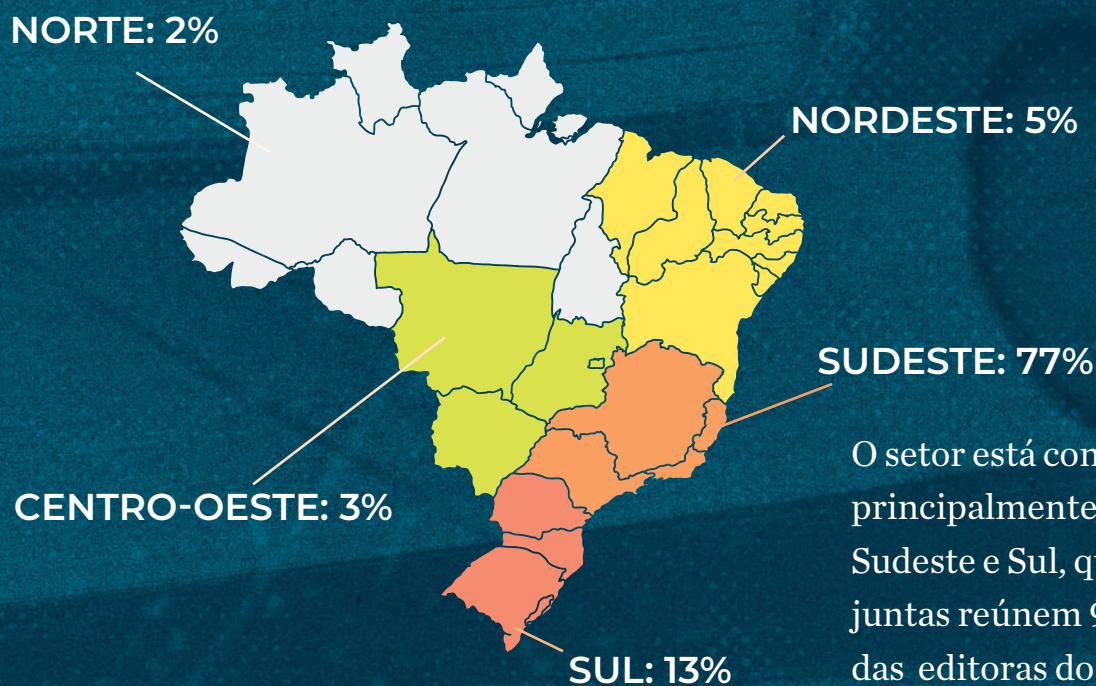 NORTE: 2%
NORDESTE: 5%
SUDESTE: 77%
CENTRO-OESTE: 3%
SUL: 13%
O setor está
principalmente
Sudeste e Sul,
juntas reúnem
das editoras do